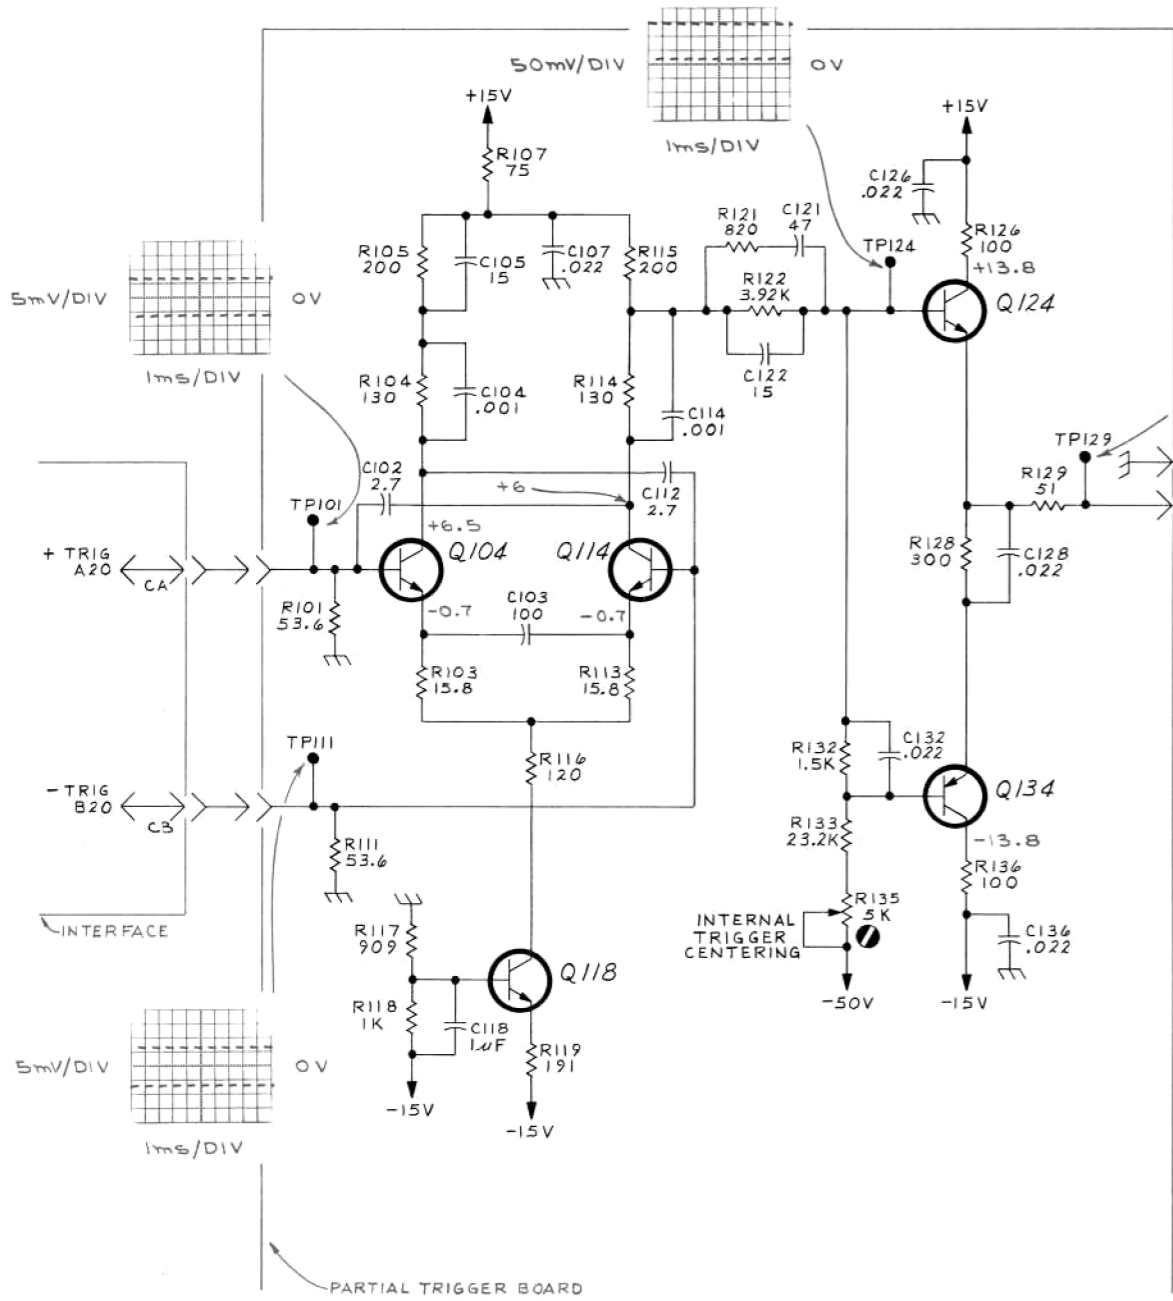 50mV/DIV
0V
1ms/DIV
+15V
R107
75
+15V
C126
.022
R126
100
+13.8
Q124
TP124
R105
200
C105
15
C107
.022
R115
200
R121
820
C121
47
R122
3.92K
C122
15
5mV/DIV
0V
1ms/DIV
R104
130
C104
.001
R114
130
C114
.001
C102
2.7
+6
C112
2.7
TP101
+6.5
Q104
Q114
-0.7
-0.7
C103
100
+ TRIG
A20
CA
R101
53.6
R103
15.8
R113
15.8
TP129
R129
51
R128
300
C128
.022
TP111
R116
120
- TRIG
B20
CB
R111
53.6
R132
1.5K
C132
.022
Q134
R133
23.2K
-13.8
R136
100
R135
5K
INTERNAL
TRIGGER
CENTERING
C136
.022
-50V
-15V
INTERFACE
R117
909
Q118
R118
1K
C118
1µF
R119
191
-15V
-15V
5mV/DIV
0V
1ms/DIV
PARTIAL TRIGGER BOARD